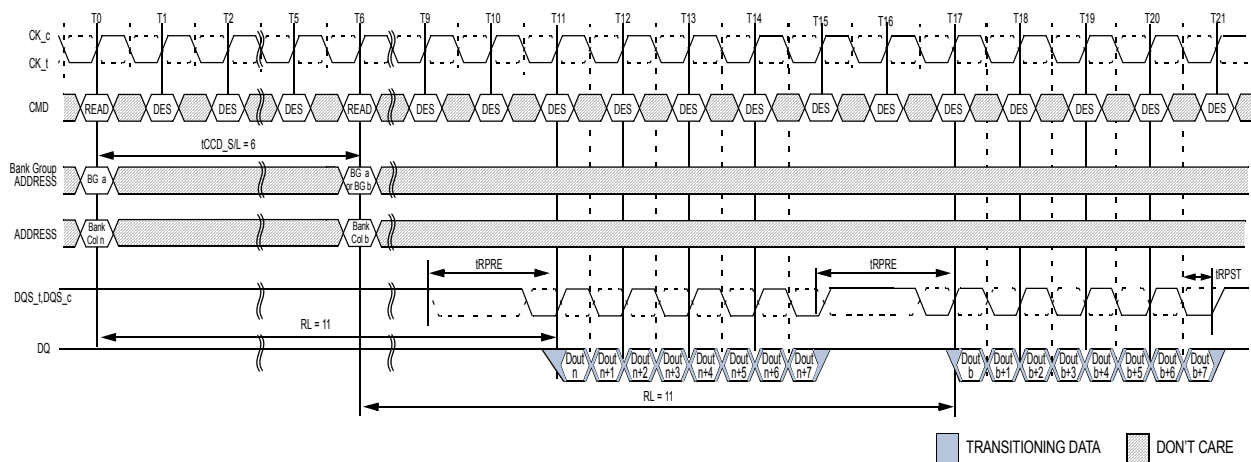 T0 T1 T2 T5 T6 T9 T10 T11 T12 T13 T14 T15 T16 T17 T18 T19 T20 T21
CK_c
CK_t
CMD READ DES DES DES READ DES DES DES DES DES DES DES DES DES DES DES DES DES
tCCD_S/L = 6
Bank Group
ADDRESS
BG a
BG a
or BG b
ADDRESS
Bank
Col n
Bank
Col b
tRPRE tRPRE tRPST
DQS_t,DQS_c
RL = 11
DQ
Dout
n
Dout
n+1
Dout
n+2
Dout
n+3
Dout
n+4
Dout
n+5
Dout
n+6
Dout
n+7
Dout
b
Dout
b+1
Dout
b+2
Dout
b+3
Dout
b+4
Dout
b+5
Dout
b+6
Dout
b+7
RL = 11
TRANSITIONING DATA DON'T CARE